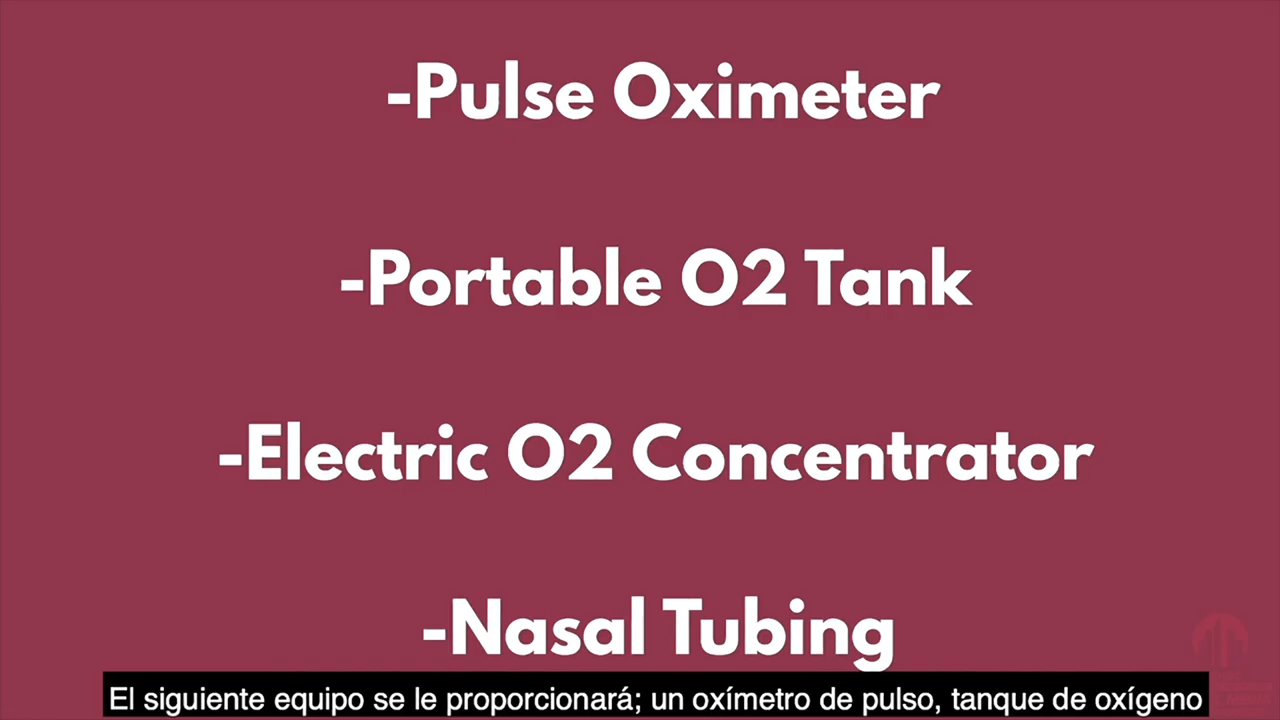 -Pulse Oximeter
-Portable O2 Tank
-Electric O2 Concentrator
-Nasal Tubing
El siguiente equipo se le proporcionará; un oxímetro de pulso, tanque de oxígeno